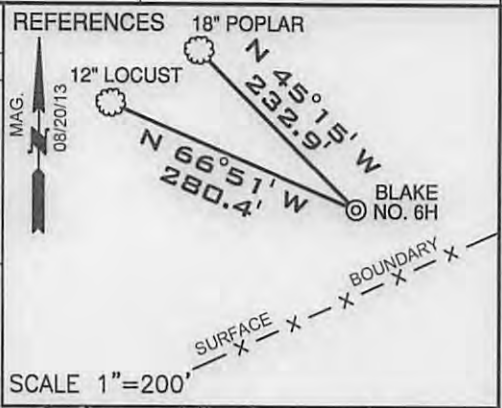 REFERENCES
18" POPLAR
12" LOCUST
MAG.
08/20/13
N 45°15' W
232.9'
N 66°51' W
280.4'
BLAKE
NO. 6H
SURFACE BOUNDARY
SCALE 1"=200'